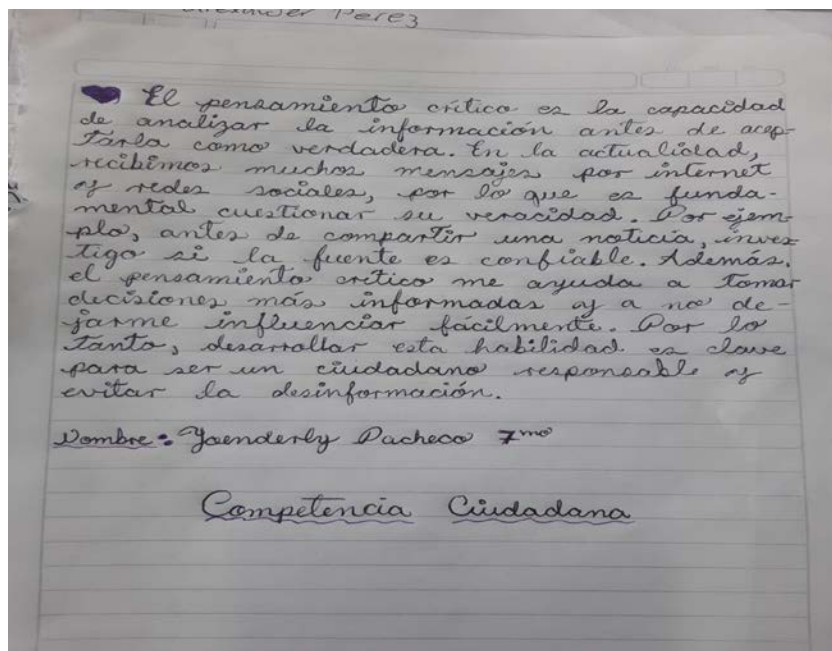 Perez
El pensamiento crítico es la capacidad
de analizar la información antes de acep-
tarla como verdadera. En la actualidad,
recibimos muchos mensajes por internet
y redes sociales, por lo que es funda-
mental cuestionar su veracidad. Por ejem-
plo, antes de compartir una noticia, inves
tigo si la fuente es confiable. Además.
el pensamiento crítico me ayuda a tomar
decisiones más informadas y a no de-
jarme influenciar fácilmente. Por lo
tanto, desarrollar esta habilidad es clave
para ser un ciudadano responsable y
evitar la desinformación.
Nombre: Yoenderly Pacheco 7mo
Competencia Ciudadana